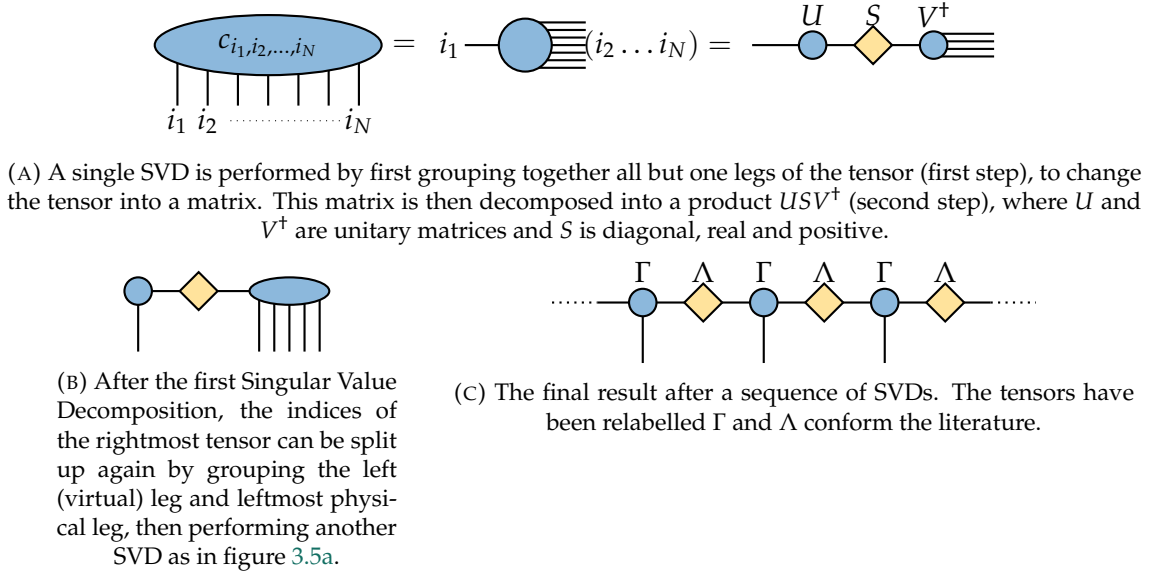 c_{i_1,i_2,...,i_N} = i_1 (i_2 ... i_N) = U S V†
i_1 i_2 ............ i_N
(A) A single SVD is performed by first grouping together all but one legs of the tensor (first step), to change
the tensor into a matrix. This matrix is then decomposed into a product USV† (second step), where U and
V† are unitary matrices and S is diagonal, real and positive.
Γ Λ Γ Λ Γ Λ
(B) After the first Singular Value
Decomposition, the indices of
the rightmost tensor can be split
up again by grouping the left
(virtual) leg and leftmost physi-
cal leg, then performing another
SVD as in figure 3.5a.
(C) The final result after a sequence of SVDs. The tensors have
been relabelled Γ and Λ conform the literature.